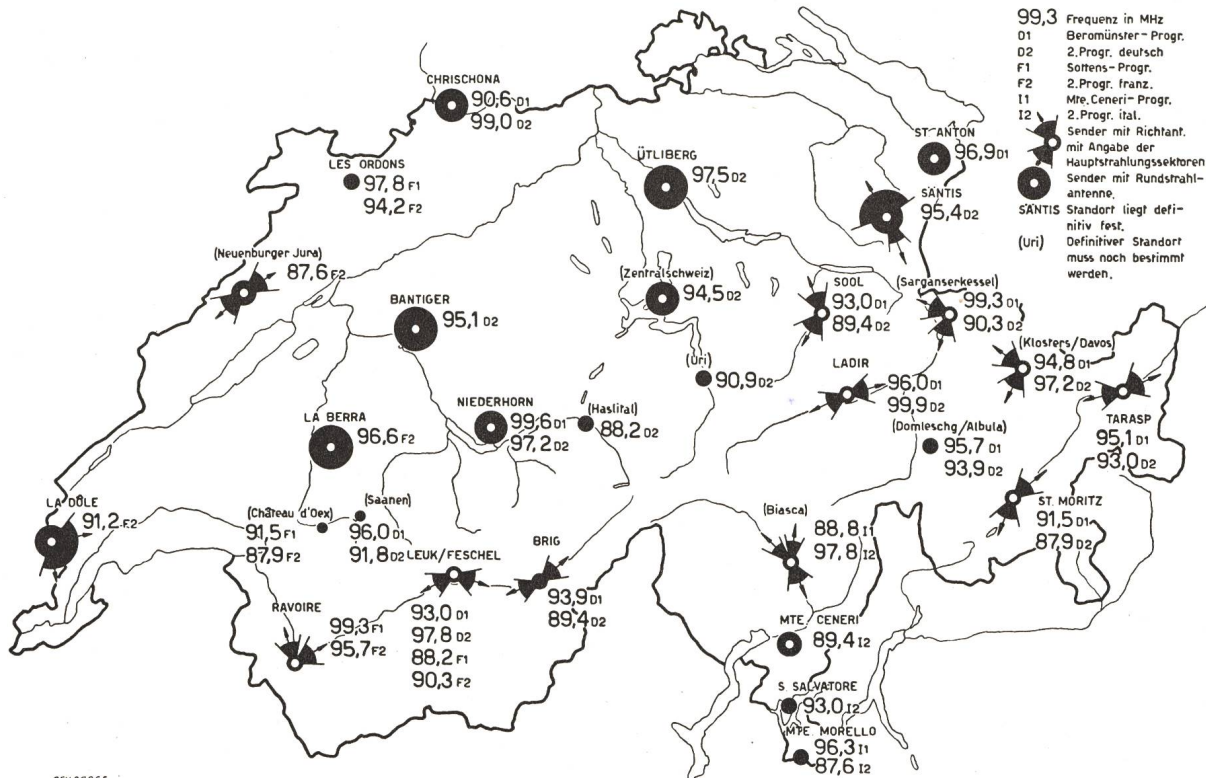 99,3 Frequenz in MHz
D1 Beromünster-Progr.
D2 2.Progr. deutsch
F1 Sottens-Progr.
F2 2.Progr. franz.
I1 Mte.Ceneri-Progr.
I2 2.Progr. ital.
Sender mit Richtant.
mit Angabe der
Hauptstrahlungssektoren
Sender mit Rundstrahl-
antenne.
SÄNTIS Standort liegt defi-
nitiv fest.
(Uri) Definitiver Standort
muss noch bestimmt
werden.
CHRISCHONA
90,6 D1
99,0 D2
LES ORDONS
97,8 F1
94,2 F2
ÜTLIBERG
97,5 D2
ST. ANTON
96,9 D1
SÄNTIS
95,4 D2
(Neuenburger Jura)
87,6 F2
BANTIGER
95,1 D2
(Zentralschweiz)
94,5 D2
SOOL
93,0 D1
89,4 D2
(Sarganserkessel)
99,3 D1
90,3 D2
(Klosters/Davos)
94,8 D1
97,2 D2
(Uri)
90,9 D2
LADIR
96,0 D1
99,9 D2
TARASP
95,1 D1
93,0 D2
LA BERRA
96,6 F2
NIEDERHORN
99,6 D1
97,2 D2
(Haslital)
88,2 D2
(Domleschg/Albula)
95,7 D1
93,9 D2
ST. MORITZ
91,5 D1
87,9 D2
LA DÔLE
91,2 F2
(Château d'Oex)
91,5 F1
87,9 F2
(Saanen)
96,0 D1
91,8 D2
LEUK/FESCHEL
93,0 D1
97,8 D2
88,2 F1
90,3 F2
BRIG
93,9 D1
89,4 D2
(Biasca)
88,8 I1
97,8 I2
RAVOIRE
99,3 F1
95,7 F2
MTE. CENERI
89,4 I2
S. SALVATORE
93,0 I2
MTE. MORELLO
96,3 I1
87,6 I2